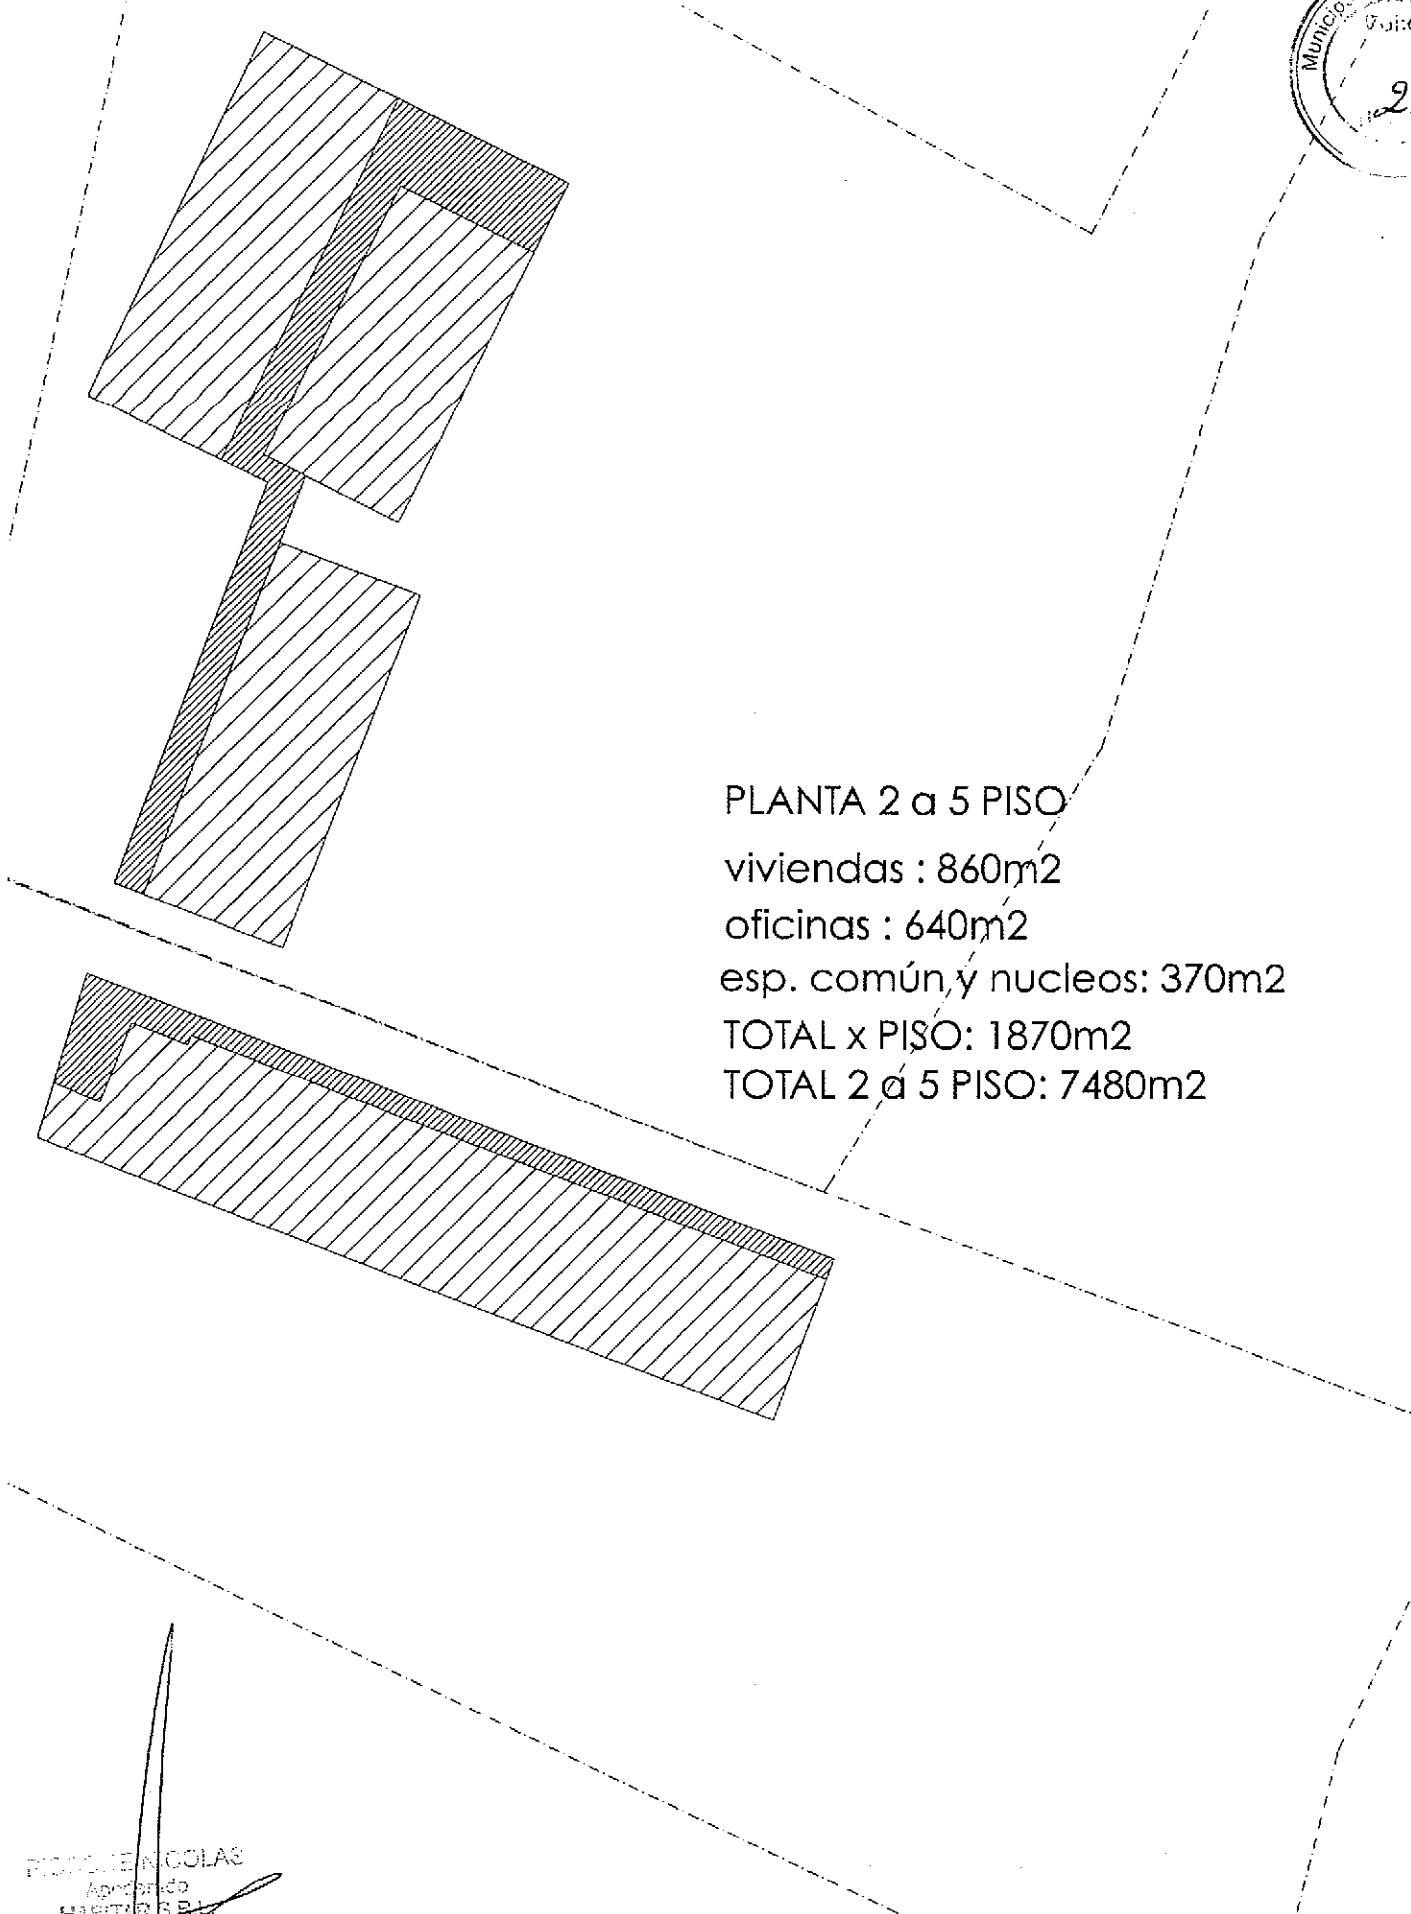 PLANTA 2 a 5 PISO
viviendas : 860m2
oficinas : 640m2
esp. común y nucleos: 370m2
TOTAL x PISO: 1870m2
TOTAL 2 a 5 PISO: 7480m2